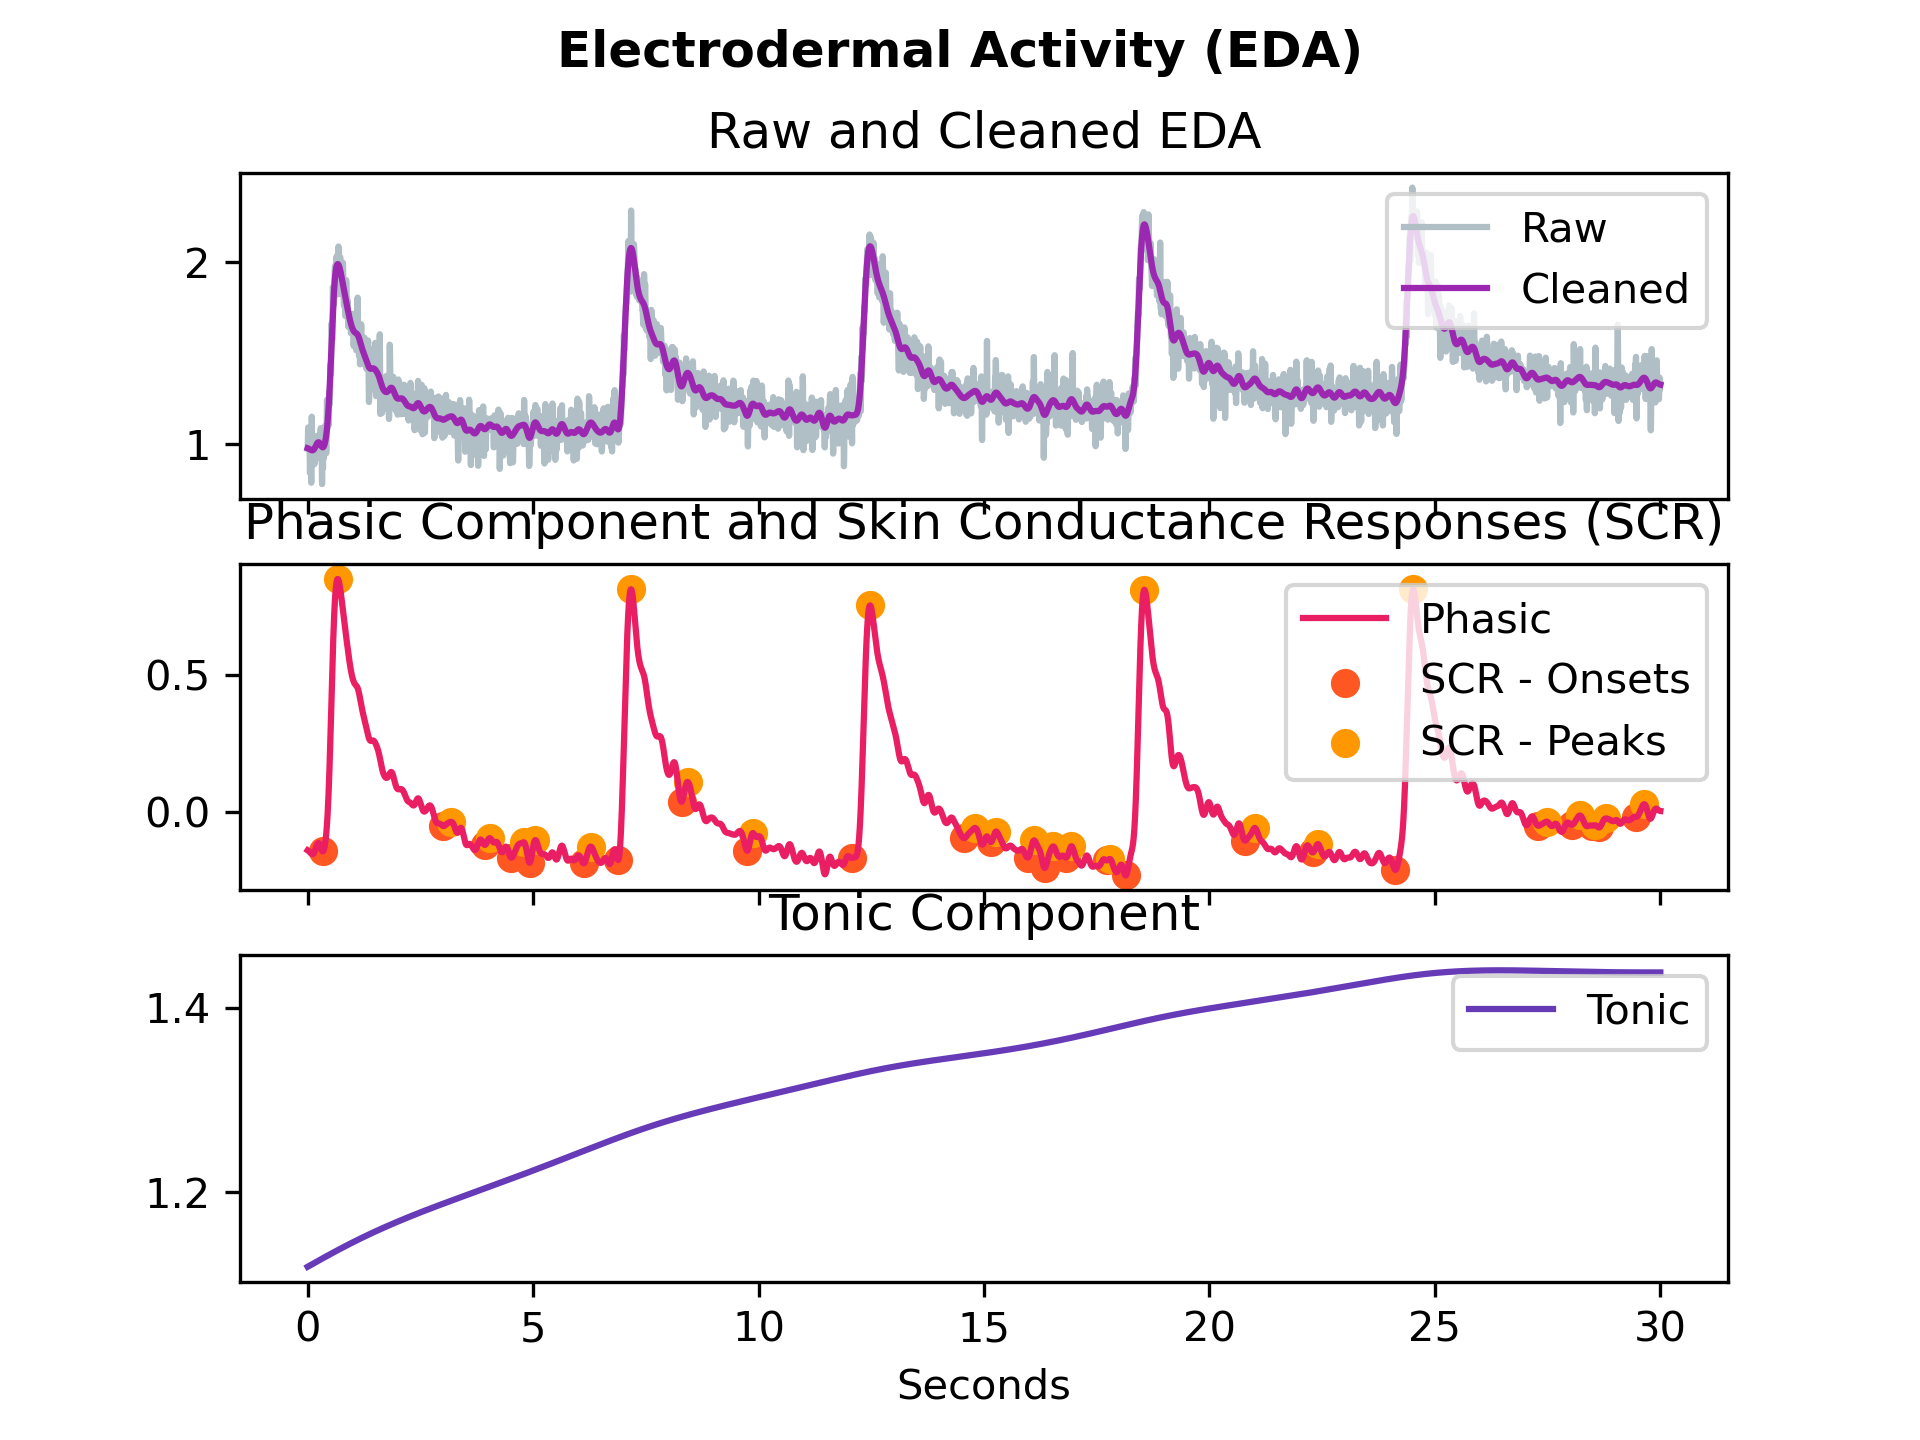 Electrodermal Activity (EDA)
Raw and Cleaned EDA
2
1
Raw
Cleaned
Phasic Component and Skin Conductance Responses (SCR)
0.5
0.0
Phasic
SCR - Onsets
SCR - Peaks
Tonic Component
1.4
1.2
Tonic
0 5 10 15 20 25 30
Seconds